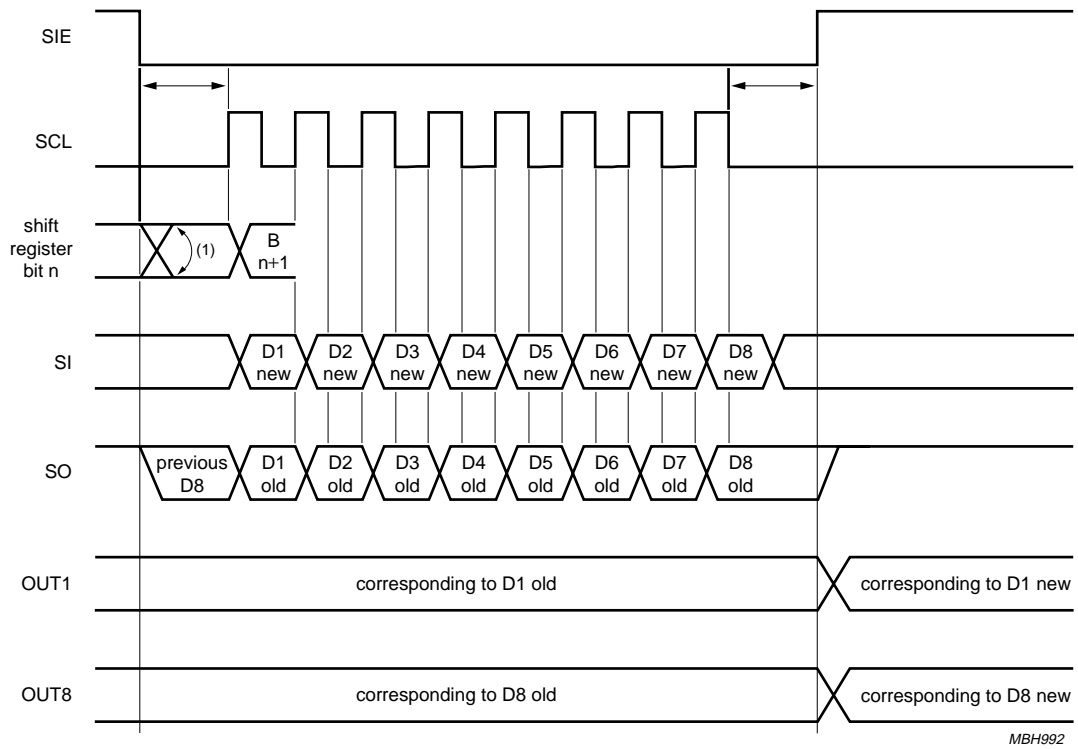 SIE
SCL
shift
register
bit n
(1)
B
n+1
SI
D1
new
D2
new
D3
new
D4
new
D5
new
D6
new
D7
new
D8
new
SO
previous
D8
D1
old
D2
old
D3
old
D4
old
D5
old
D6
old
D7
old
D8
old
OUT1
corresponding to D1 old
corresponding to D1 new
OUT8
corresponding to D8 old
corresponding to D8 new
MBH992